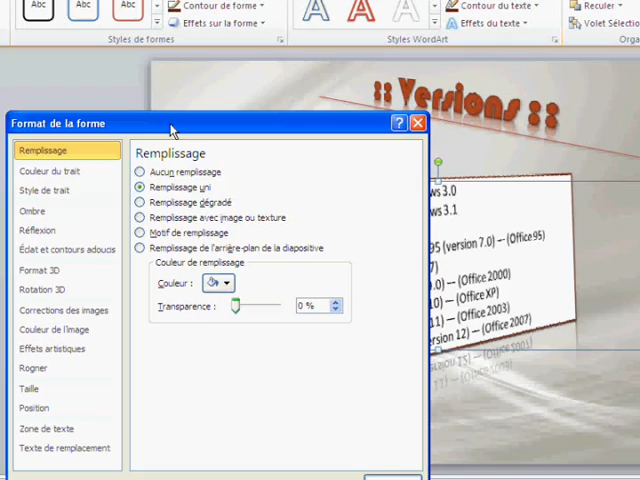 Abc
Abc
Abc
Contour de forme
Effets sur la forme
Styles de formes
A
A
A
Contour du texte
Effets du texte
Styles WordArt
Reculer
Volet Sélection
Orga
:: Versions ::
Format de la forme
Remplissage
Couleur du trait
Style de trait
Ombre
Réflexion
Éclat et contours adoucis
Format 3D
Rotation 3D
Corrections des images
Couleur de l'image
Effets artistiques
Rogner
Taille
Position
Zone de texte
Texte de remplacement
Remplissage
Aucun remplissage
Remplissage uni
Remplissage dégradé
Remplissage avec image ou texture
Motif de remplissage
Remplissage de l'arrière-plan de la diapositive
Couleur de remplissage
Couleur :
Transparence :
0 %
ws 3.0
ws 3.1
95 (version 7.0) – (Office 95)
7)
.0) – (Office 2000)
10) – (Office XP)
11) – (Office 2003)
ersion 12) – (Office 2007)